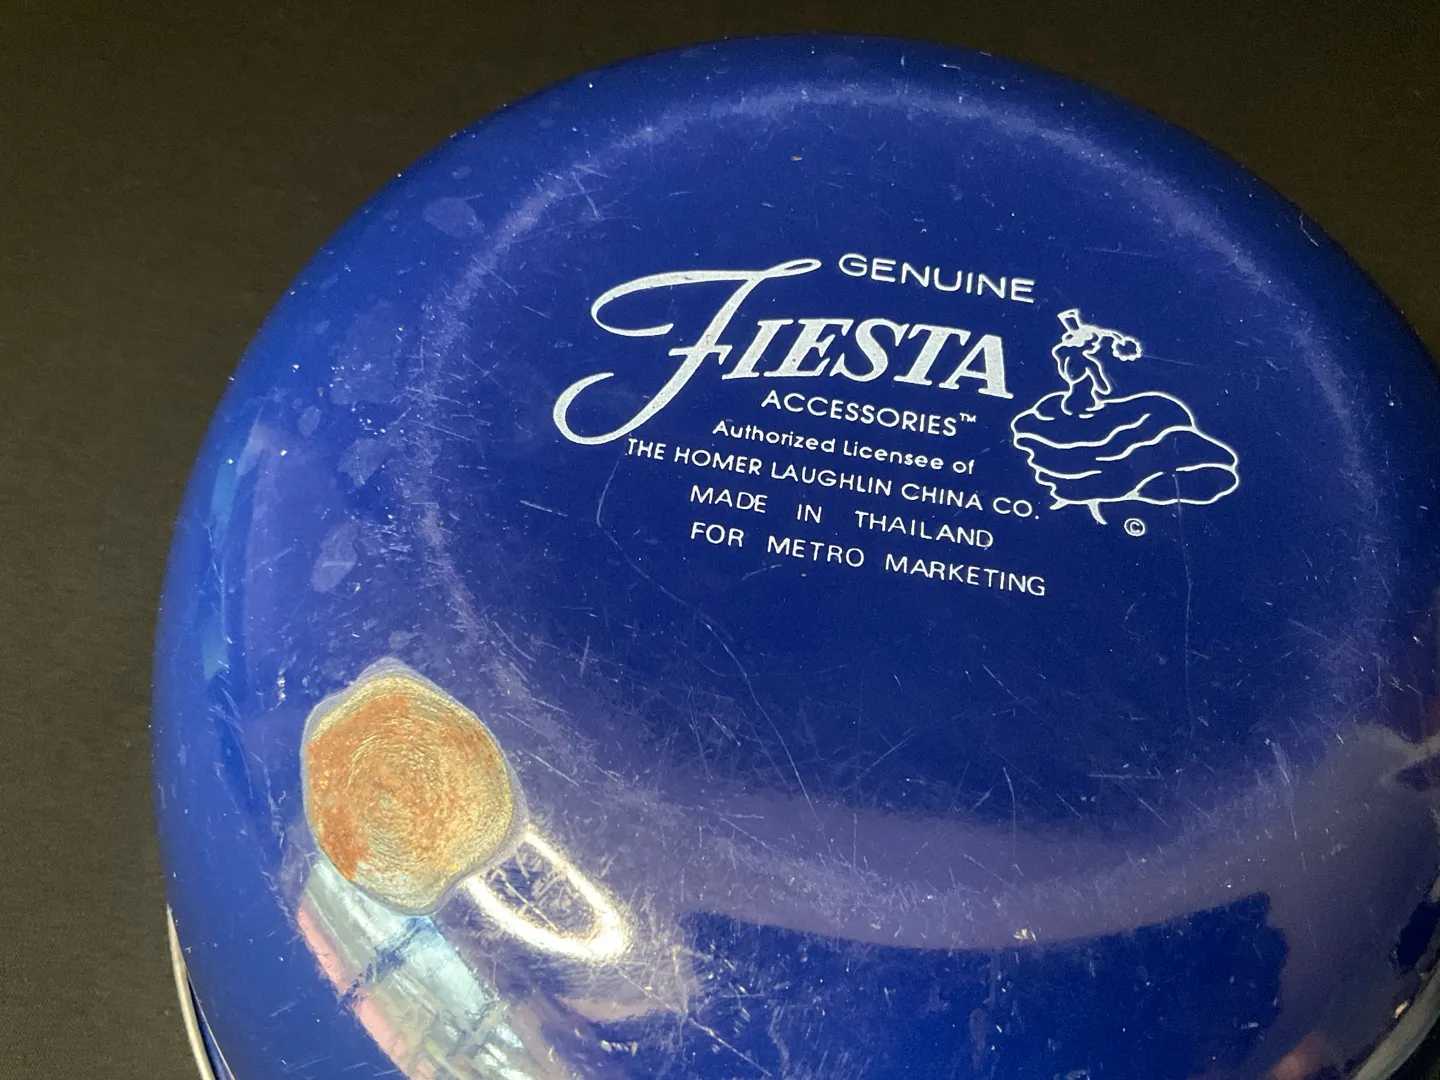 GENUINE
FIESTA
ACCESSORIES™
Authorized Licensee of
THE HOMER LAUGHLIN CHINA CO.
MADE IN THAILAND
FOR METRO MARKETING
©